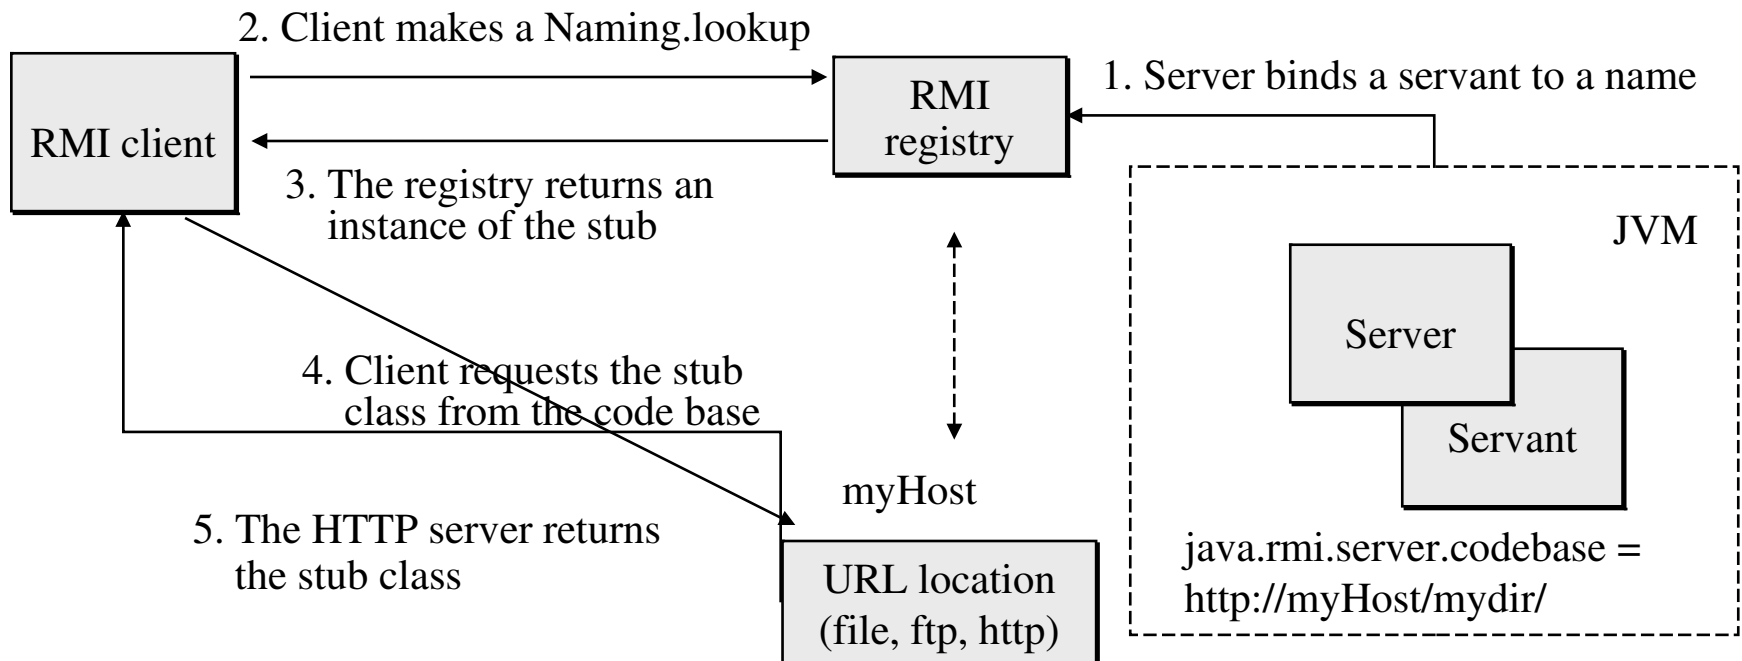 2. Client makes a Naming.lookup
RMI client
RMI
registry
1. Server binds a servant to a name
3. The registry returns an
instance of the stub
JVM
Server
Servant
4. Client requests the stub
class from the code base
myHost
5. The HTTP server returns
the stub class
URL location
(file, ftp, http)
java.rmi.server.codebase =
http://myHost/mydir/